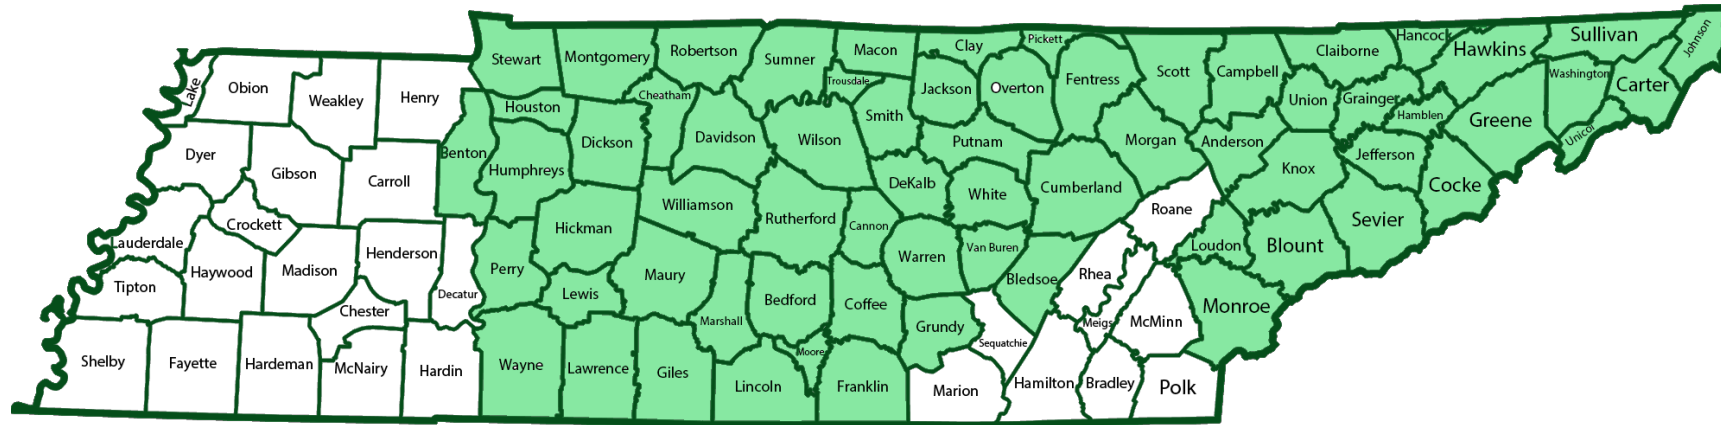 Stewart
Montgomery
Robertson
Sumner
Macon
Trousdale
Clay
Pickett
Fentress
Scott
Campbell
Claiborne
Hancock
Hawkins
Sullivan
Johnson
Lake
Obion
Weakley
Henry
Houston
Dickson
Cheatham
Davidson
Wilson
Smith
Jackson
Overton
Putnam
Morgan
Anderson
Union
Grainger
Hamblen
Greene
Washington
Unicoi
Carter
Dyer
Gibson
Carroll
Benton
Humphreys
Williamson
Rutherford
Cannon
DeKalb
White
Cumberland
Roane
Knox
Jefferson
Cocke
Sevier
Lauderdale
Crockett
Haywood
Madison
Henderson
Decatur
Perry
Hickman
Lewis
Maury
Marshall
Bedford
Coffee
Warren
Van Buren
Bledsoe
Rhea
Loudon
Blount
Tipton
Chester
Moore
Grundy
Sequatchie
Meigs
McMinn
Monroe
Shelby
Fayette
Hardeman
McNairy
Hardin
Wayne
Lawrence
Giles
Lincoln
Franklin
Marion
Hamilton
Bradley
Polk